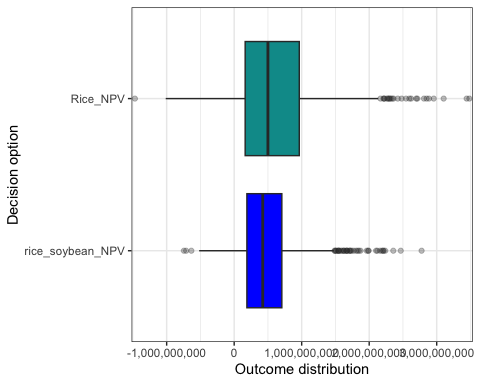 Decision option
Rice_NPV
rice_soybean_NPV
-1,000,000,000 0 1,000,000,000 2,000,000,000 3,000,000,000
Outcome distribution